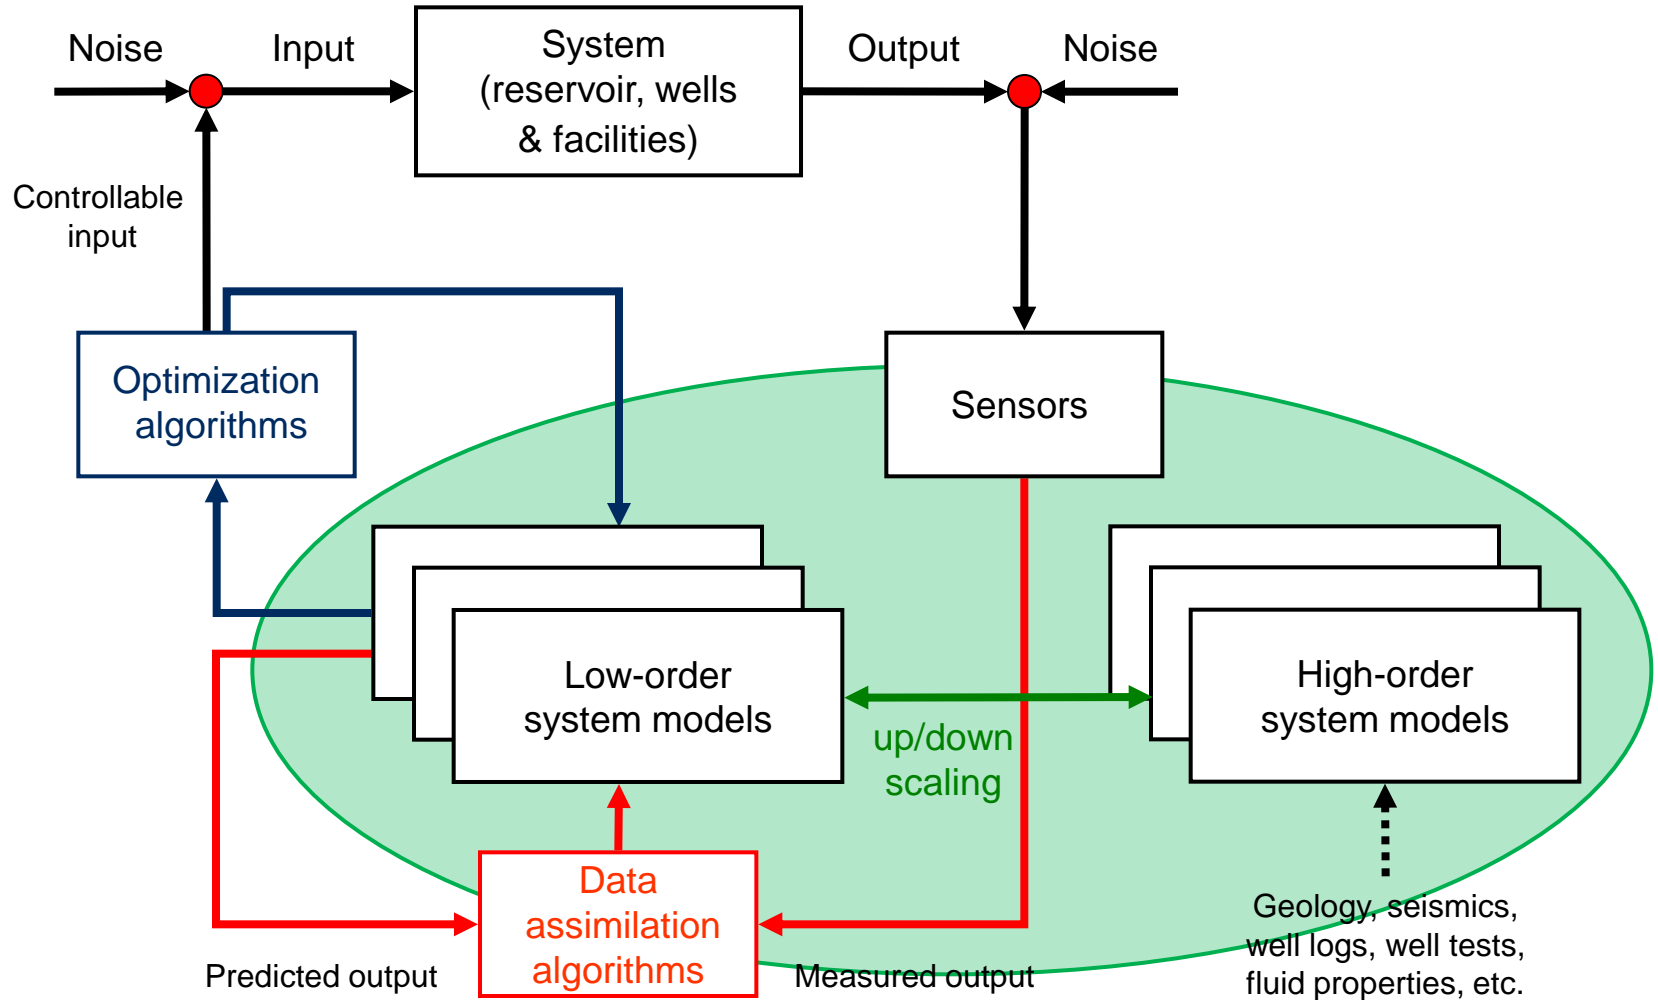 Noise
Input
System
(reservoir, wells
& facilities)
Output
Noise
Controllable
input
Optimization
algorithms
Sensors
Low-order
system models
up/down
scaling
High-order
system models
Data
assimilation
algorithms
Predicted output
Measured output
Geology, seismics,
well logs, well tests,
fluid properties, etc.